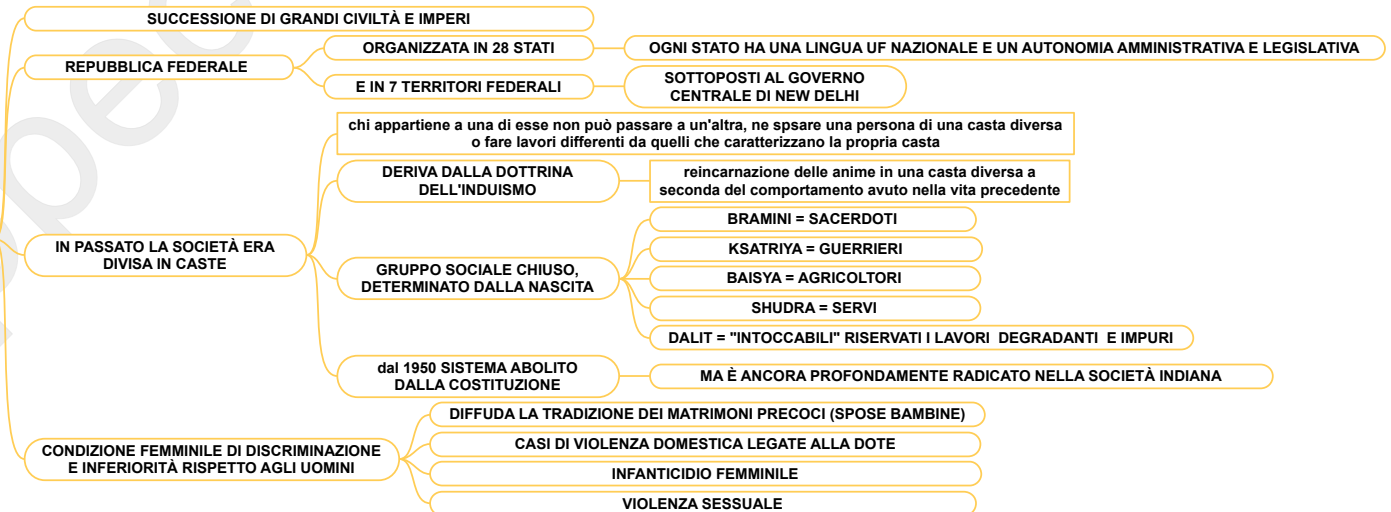 SUCCESSIONE DI GRANDI CIVILTÀ E IMPERI
REPUBBLICA FEDERALE
ORGANIZZATA IN 28 STATI
OGNI STATO HA UNA LINGUA UF NAZIONALE E UN AUTONOMIA AMMINISTRATIVA E LEGISLATIVA
E IN 7 TERRITORI FEDERALI
SOTTOPOSTI AL GOVERNO
CENTRALE DI NEW DELHI
IN PASSATO LA SOCIETÀ ERA
DIVISA IN CASTE
chi appartiene a una di esse non può passare a un'altra, ne spsare una persona di una casta diversa
o fare lavori differenti da quelli che caratterizzano la propria casta
DERIVA DALLA DOTTRINA
DELL'INDUISMO
reincarnazione delle anime in una casta diversa a
seconda del comportamento avuto nella vita precedente
GRUPPO SOCIALE CHIUSO,
DETERMINATO DALLA NASCITA
BRAMINI = SACERDOTI
KSATRIYA = GUERRIERI
BAISYA = AGRICOLTORI
SHUDRA = SERVI
DALIT = "INTOCCABILI" RISERVATI I LAVORI DEGRADANTI E IMPURI
dal 1950 SISTEMA ABOLITO
DALLA COSTITUZIONE
MA È ANCORA PROFONDAMENTE RADICATO NELLA SOCIETÀ INDIANA
CONDIZIONE FEMMINILE DI DISCRIMINAZIONE
E INFERIORITÀ RISPETTO AGLI UOMINI
DIFFUDA LA TRADIZIONE DEI MATRIMONI PRECOCI (SPOSE BAMBINE)
CASI DI VIOLENZA DOMESTICA LEGATE ALLA DOTE
INFANTICIDIO FEMMINILE
VIOLENZA SESSUALE